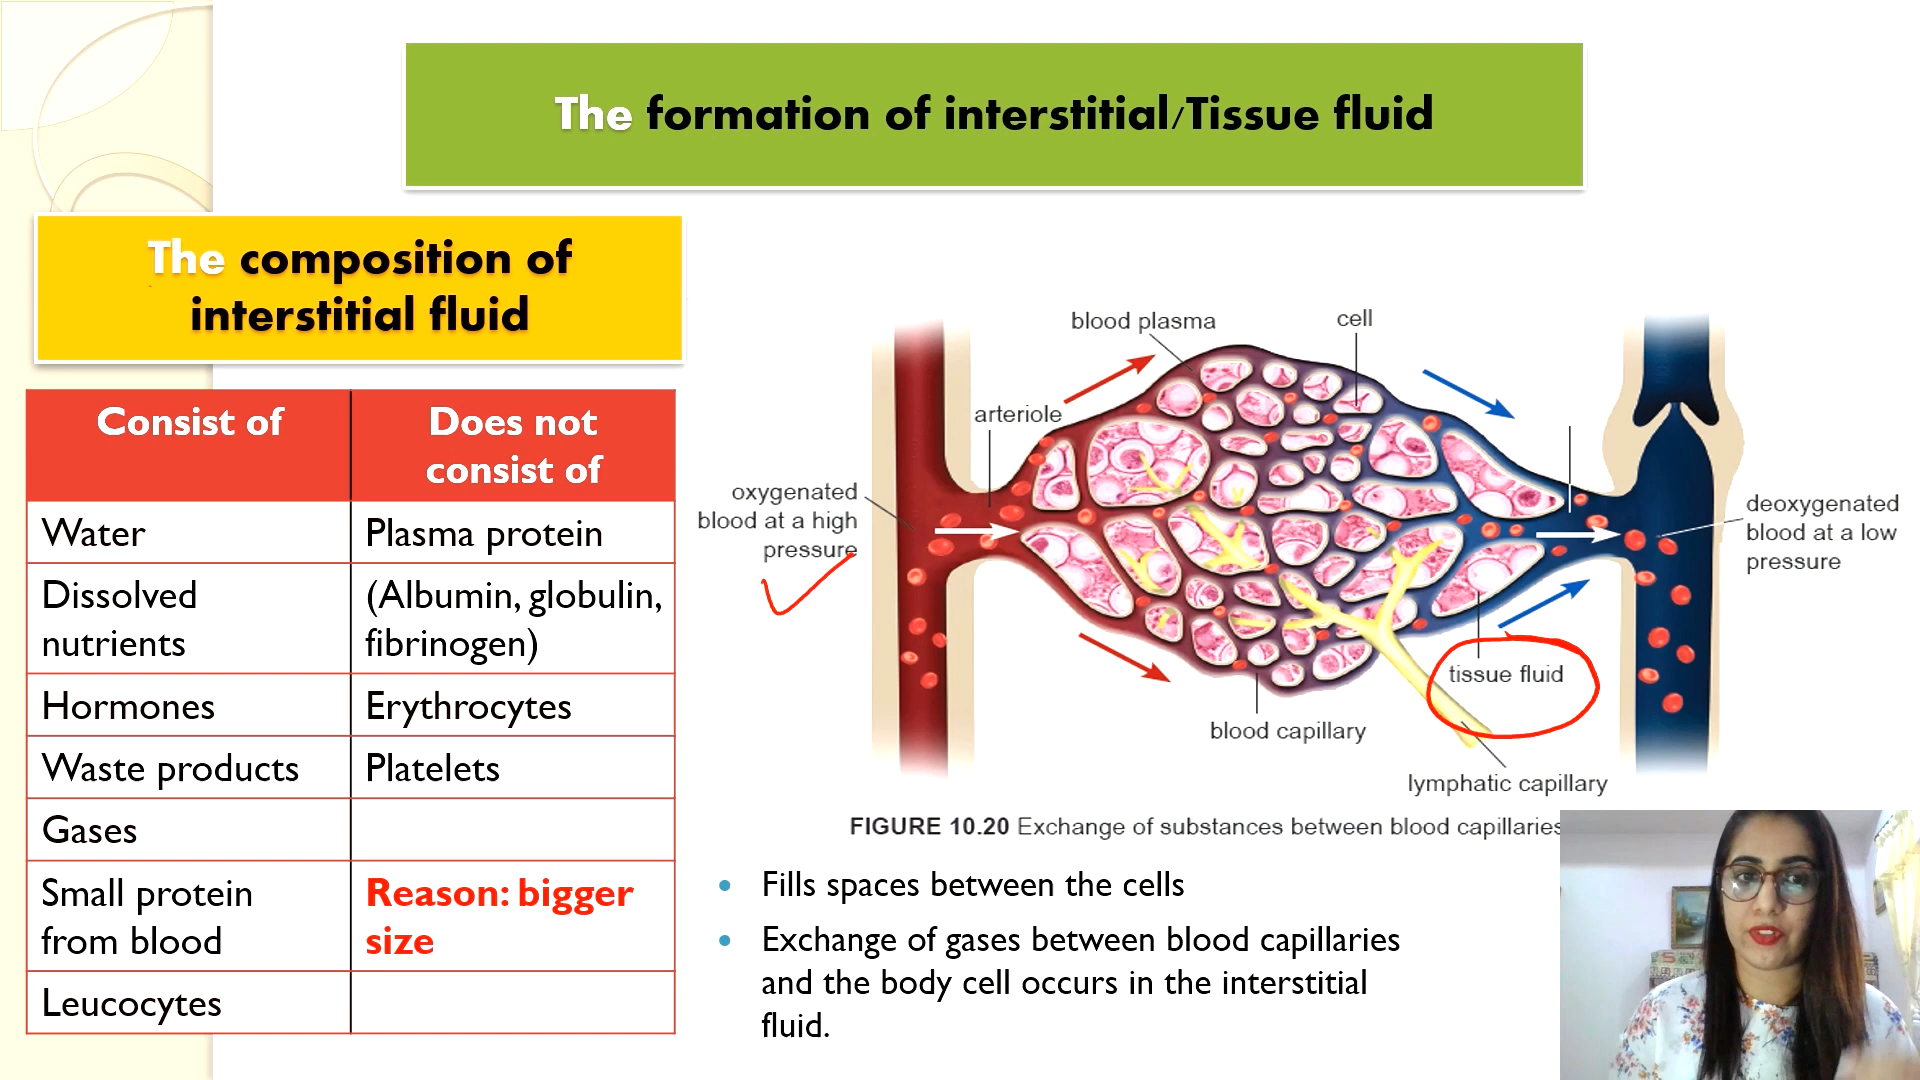 The formation of interstitial/Tissue fluid
The composition of
interstitial fluid
Consist of
Does not
consist of
Water
Plasma protein
Dissolved
nutrients
(Albumin, globulin,
fibrinogen)
Hormones
Erythrocytes
Waste products
Platelets
Gases
Small protein
from blood
Reason: bigger
size
Leucocytes
blood plasma
cell
arteriole
oxygenated
blood at a high
pressure
deoxygenated
blood at a low
pressure
tissue fluid
blood capillary
lymphatic capillary
FIGURE 10.20 Exchange of substances between blood capillaries
• Fills spaces between the cells
• Exchange of gases between blood capillaries
and the body cell occurs in the interstitial
fluid.